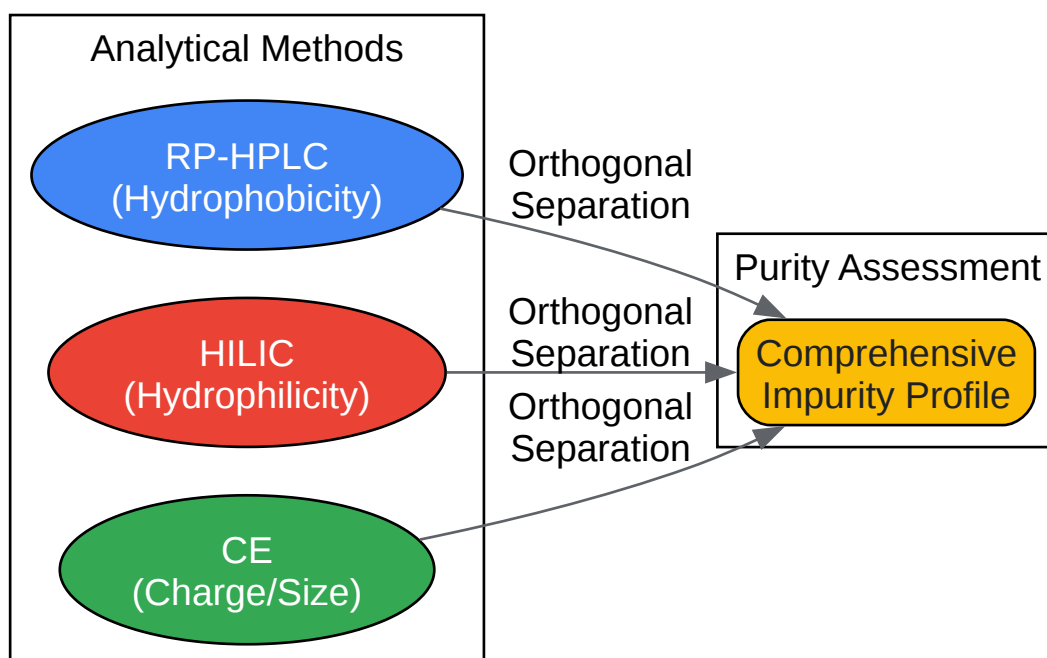 Analytical Methods
RP-HPLC
(Hydrophobicity)
HILIC
(Hydrophilicity)
CE
(Charge/Size)
Orthogonal
Separation
Orthogonal
Separation
Orthogonal
Separation
Purity Assessment
Comprehensive
Impurity Profile